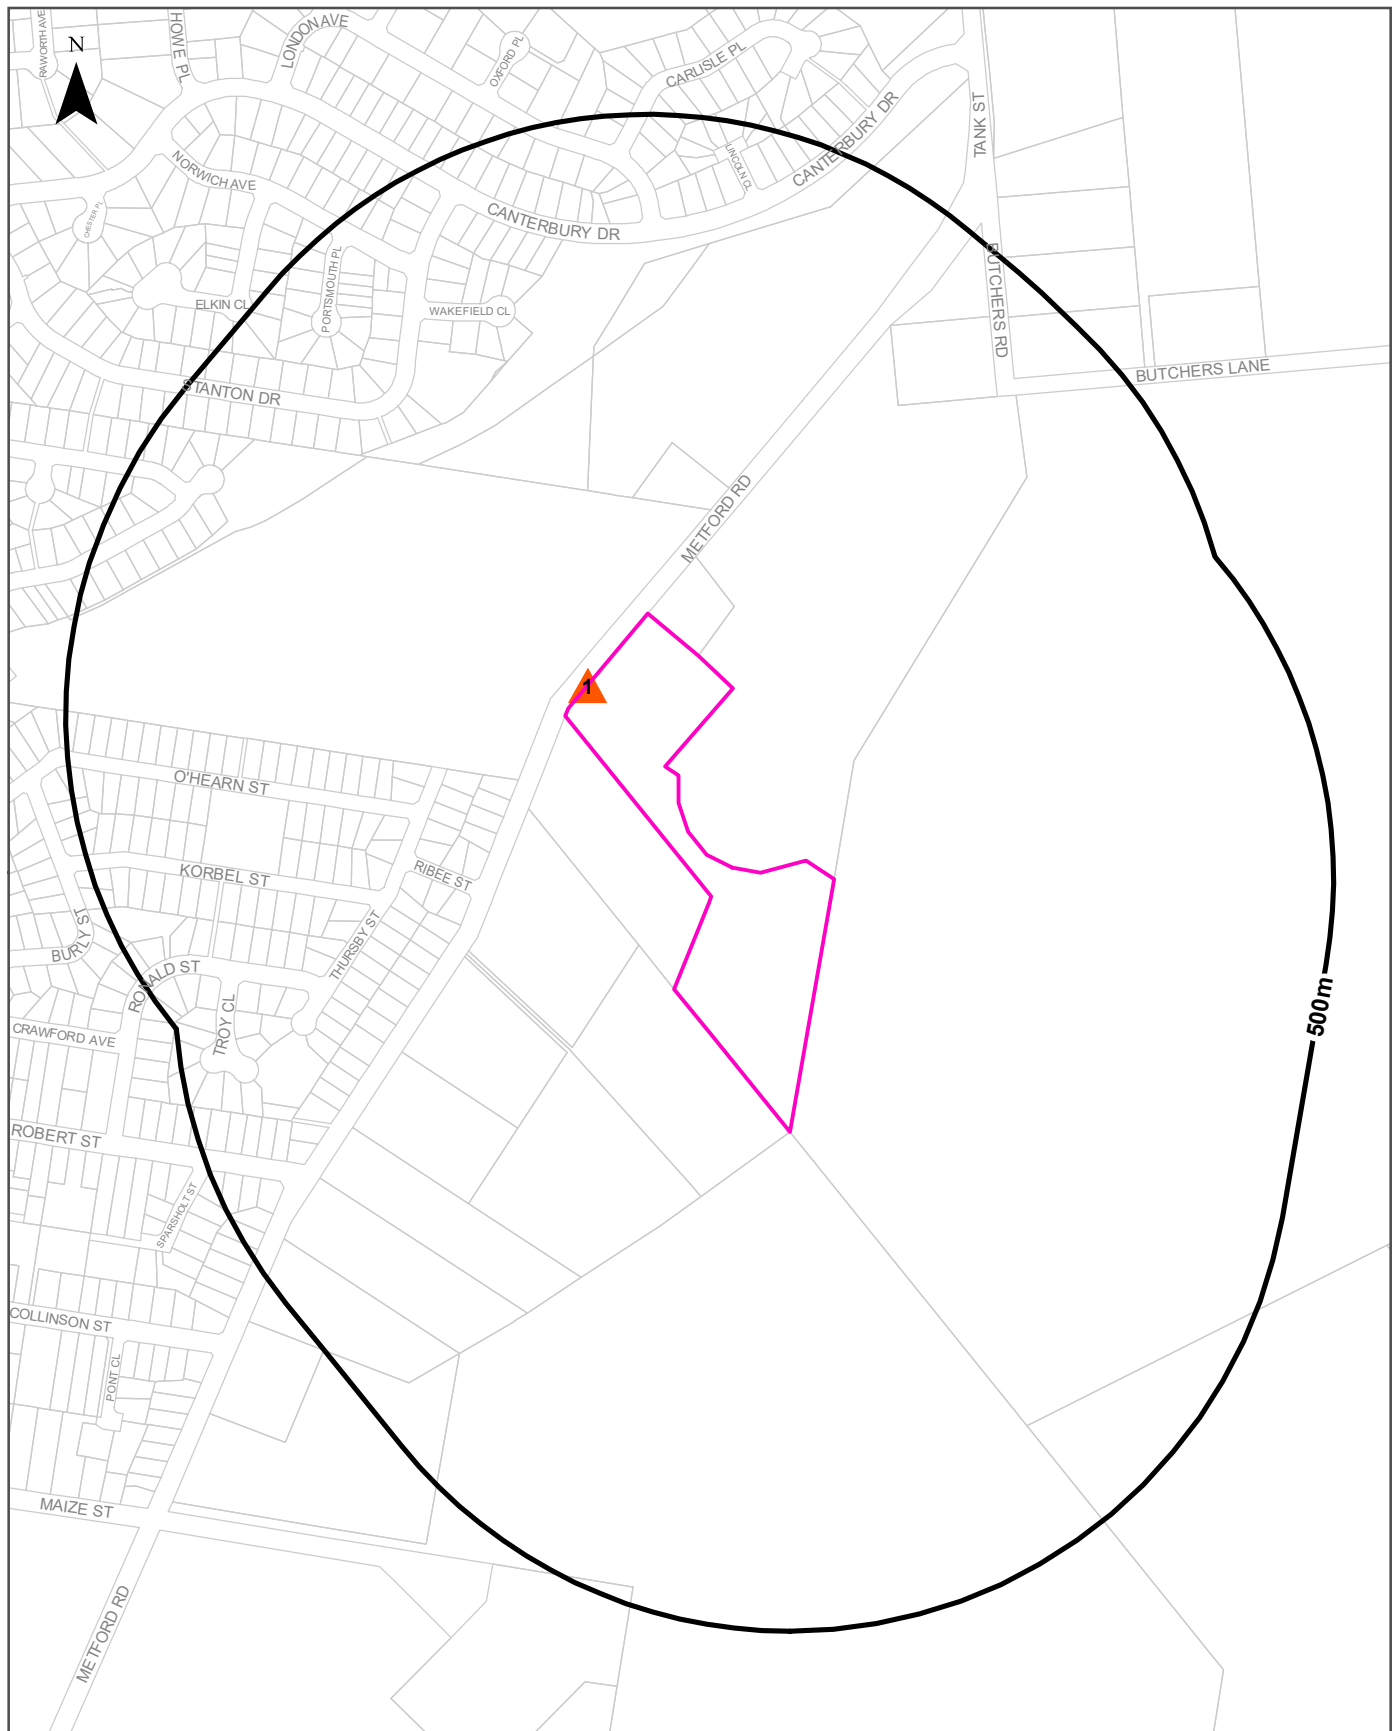 RAWORTH AVE
HOWE PL
LONDON AVE
OXFORD PL
CARLISLE PL
N
TANK ST
CANTERBURY DR
LINCOLN CL
NORWICH AVE
CHESTER PL
CANTERBURY DR
PORTSMOUTH PL
BUTCHERS RD
ELKIN CL
WAKEFIELD CL
BUTCHERS LANE
STANTON DR
METFORD RD
1
O'HEARN ST
KORBEL ST
RIBEE ST
BURLY ST
THURSBY ST
RONALD ST
TROY CL
500m
CRAWFORD AVE
ROBERT ST
SPARSHOLT ST
COLLINSON ST
PONT CL
MAIZE ST
METFORD RD